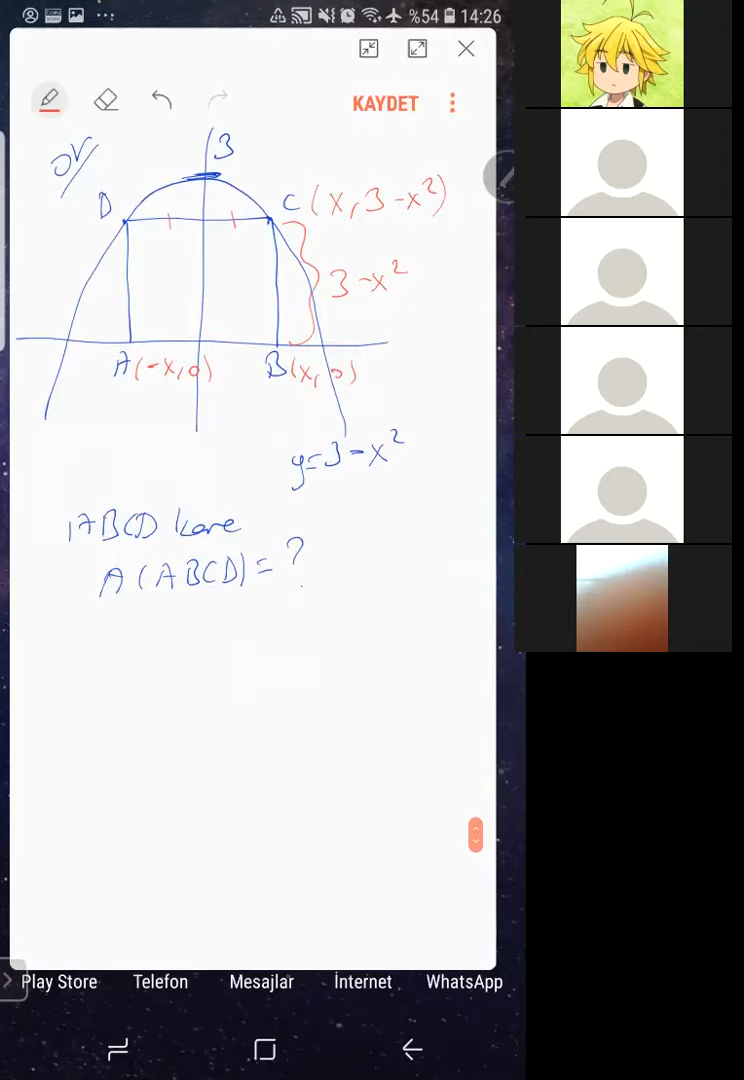 %54 14:26
KAYDET
ör/
3
D
C (x, 3-x²)
3-x²
A(-x,0) B(x,0)
y=3-x²
ABCD kare
A(ABCD)=?
Play Store Telefon Mesajlar İnternet WhatsApp